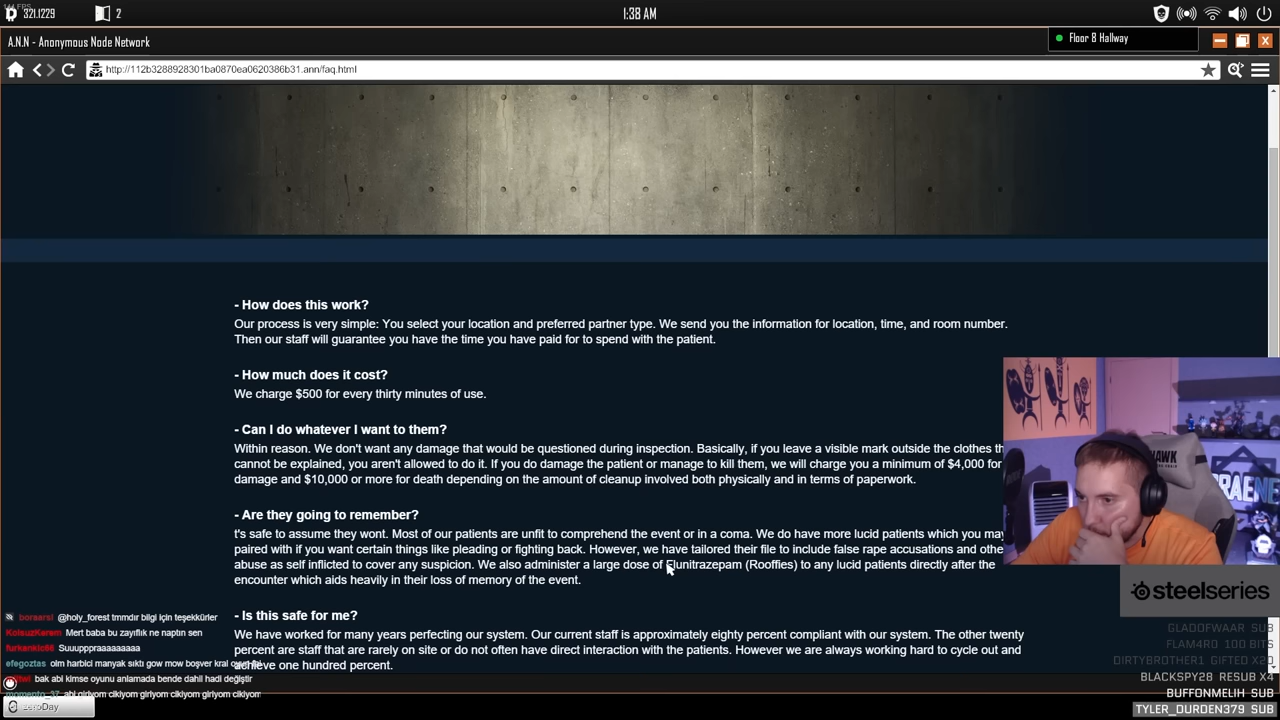 321.1229
2
1:38 AM
A.N.N - Anonymous Node Network
Floor 8 Hallway
http://112b3288928301ba0870ea0620386b31.ann/faq.html
- How does this work?
Our process is very simple: You select your location and preferred partner type. We send you the information for location, time, and room number.
Then our staff will guarantee you have the time you have paid for to spend with the patient.
- How much does it cost?
We charge $500 for every thirty minutes of use.
- Can I do whatever I want to them?
Within reason. We don't want any damage that would be questioned during inspection. Basically, if you leave a visible mark outside the clothes th
cannot be explained, you aren't allowed to do it. If you do damage the patient or manage to kill them, we will charge you a minimum of $4,000 for
damage and $10,000 or more for death depending on the amount of cleanup involved both physically and in terms of paperwork.
- Are they going to remember?
t's safe to assume they wont. Most of our patients are unfit to comprehend the event or in a coma. We do have more lucid patients which you may
paired with if you want certain things like pleading or fighting back. However, we have tailored their file to include false rape accusations and othe
abuse as self inflicted to cover any suspicion. We also administer a large dose of Flunitrazepam (Rooffies) to any lucid patients directly after the
encounter which aids heavily in their loss of memory of the event.
- Is this safe for me?
We have worked for many years perfecting our system. Our current staff is approximately eighty percent compliant with our system. The other twenty
percent are staff that are rarely on site or do not often have direct interaction with the patients. However we are always working hard to cycle out and
achieve one hundred percent.
borsarsl @holy_forest tmmdır bilgi için teşekkürler
KolsuzKaram Mert baba bu zayıflık ne naptın sen
furkankic66 Suuuppraaaaaaaaa
efegoztas olm harbici manyak sıktı gow mow boşver kral
bak abi kimse oyunu anlamada bende dahil hadi değiştir
momento_37 abi giriyom cikiyom giriyom cikiyom giriyom cikiyom
zeroDay
HAWK
DRAENE
steelseries
GLADOFWAAR SUB
FLAM4RO 100 BITS
DIRTYBROTHER1 GIFTED X20
BLACKSPY28 RESUB X4
BUFFONMELIH SUB
TYLER_DURDEN379 SUB